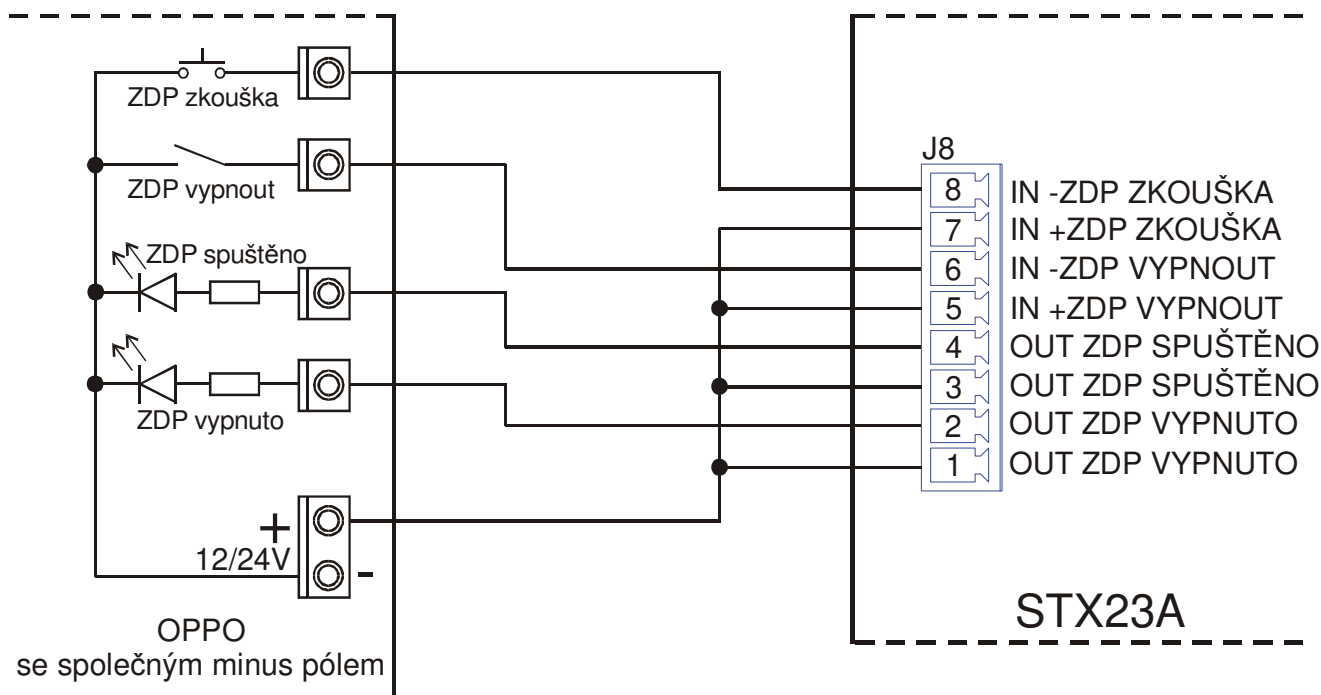 ZDP zkouška
ZDP vypnout
ZDP spuštěno
ZDP vypnuto
+
12/24V
-
OPPO
se společným minus pólem
J8
8 IN -ZDP ZKOUŠKA
7 IN +ZDP ZKOUŠKA
6 IN -ZDP VYPNOUT
5 IN +ZDP VYPNOUT
4 OUT ZDP SPUŠTĚNO
3 OUT ZDP SPUŠTĚNO
2 OUT ZDP VYPNUTO
1 OUT ZDP VYPNUTO
STX23A